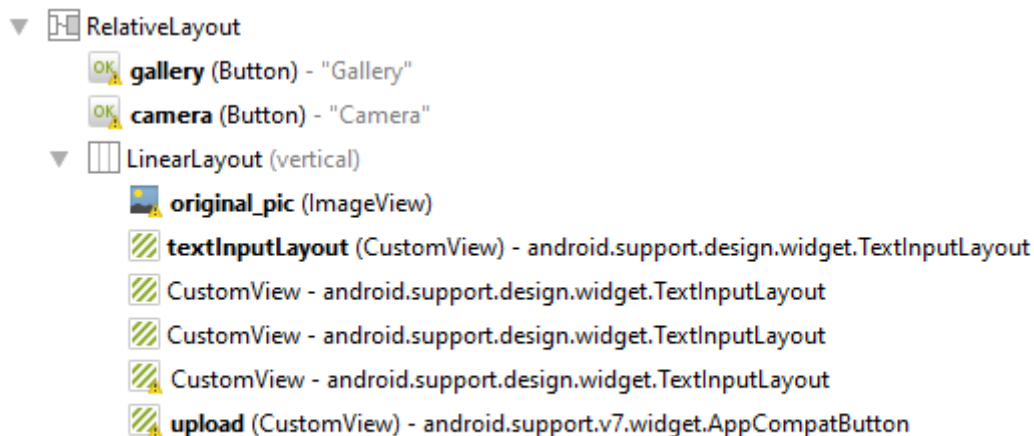 RelativeLayout
OK gallery (Button) - "Gallery"
OK camera (Button) - "Camera"
LinearLayout (vertical)
original_pic (ImageView)
textInputLayout (CustomView) - android.support.design.widget.TextInputLayout
CustomView - android.support.design.widget.TextInputLayout
CustomView - android.support.design.widget.TextInputLayout
CustomView - android.support.design.widget.TextInputLayout
upload (CustomView) - android.support.v7.widget.AppCompatButton